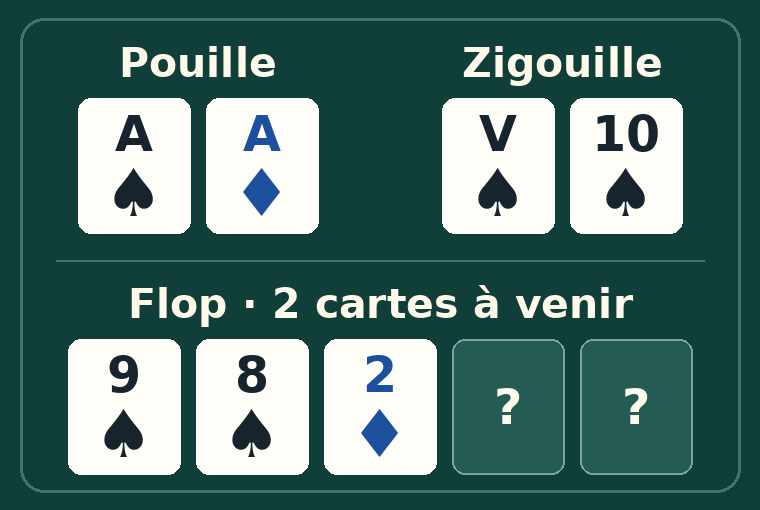 Pouille Zigouille
A♠ A♦ V♠ 10♠
Flop · 2 cartes à venir
9♠ 8♠ 2♦ ? ?